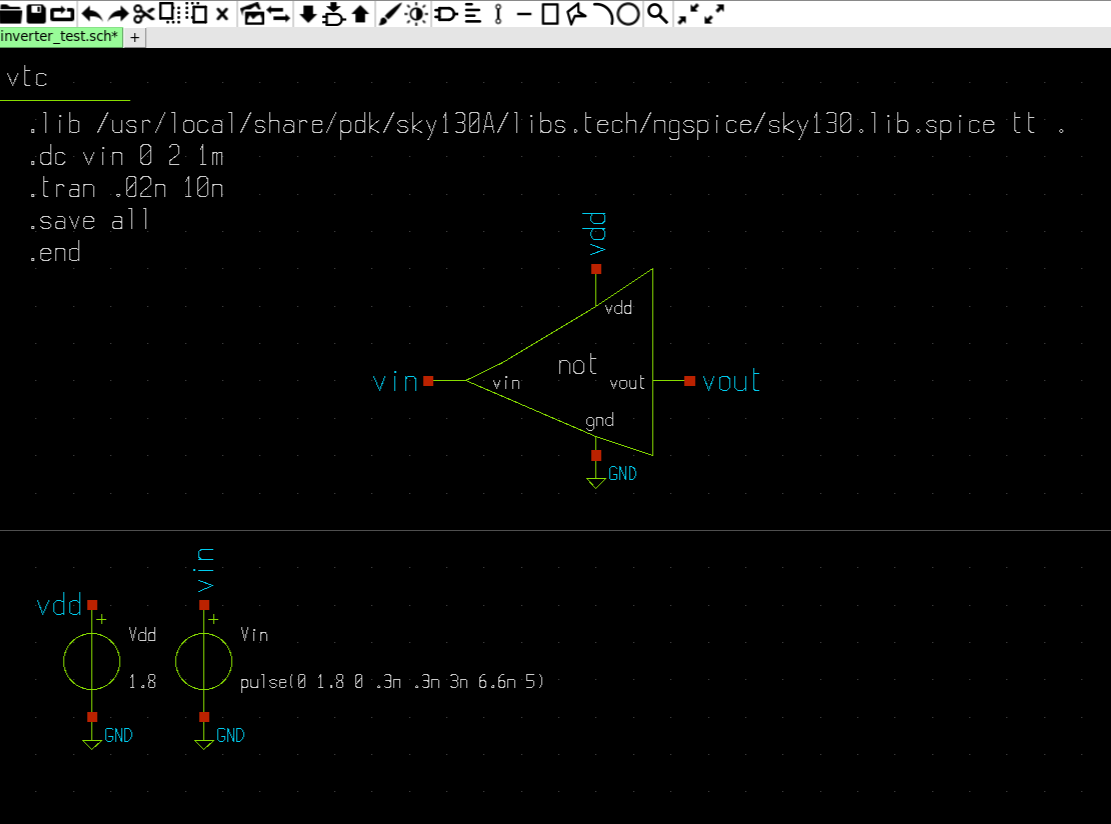 inverter_test.sch* +
vtc
.lib /usr/local/share/pdk/sky130A/libs.tech/ngspice/sky130.lib.spice tt .
.dc vin 0 2 1m
.tran .02n 10n
.save all
.end
vdd
vdd
not
vin
vin
vout
vout
gnd
GND
vin
vdd
+
+
Vdd
Vin
1.8
pulse(0 1.8 0 .3n .3n 3n 6.6n 5)
GND
GND